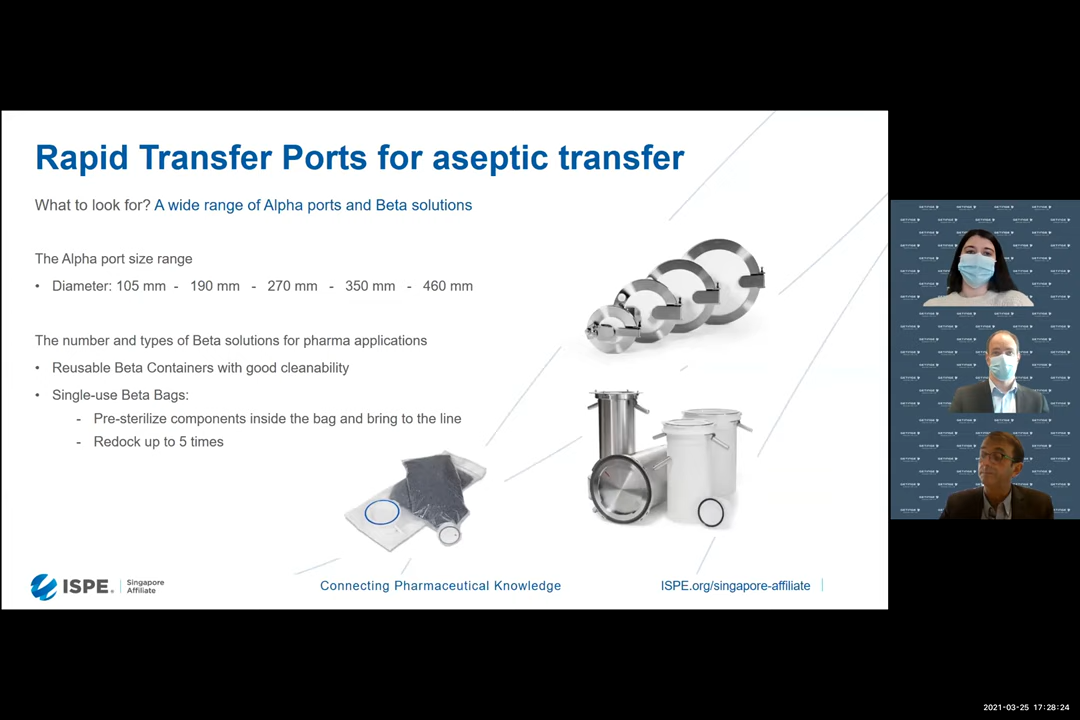 Rapid Transfer Ports for aseptic transfer
What to look for? A wide range of Alpha ports and Beta solutions
The Alpha port size range
• Diameter: 105 mm - 190 mm - 270 mm - 350 mm - 460 mm
The number and types of Beta solutions for pharma applications
• Reusable Beta Containers with good cleanability
• Single-use Beta Bags:
- Pre-sterilize components inside the bag and bring to the line
- Redock up to 5 times
ISPE.
Singapore
Affiliate
Connecting Pharmaceutical Knowledge
ISPE.org/singapore-affiliate
2021-03-25 17:28:24